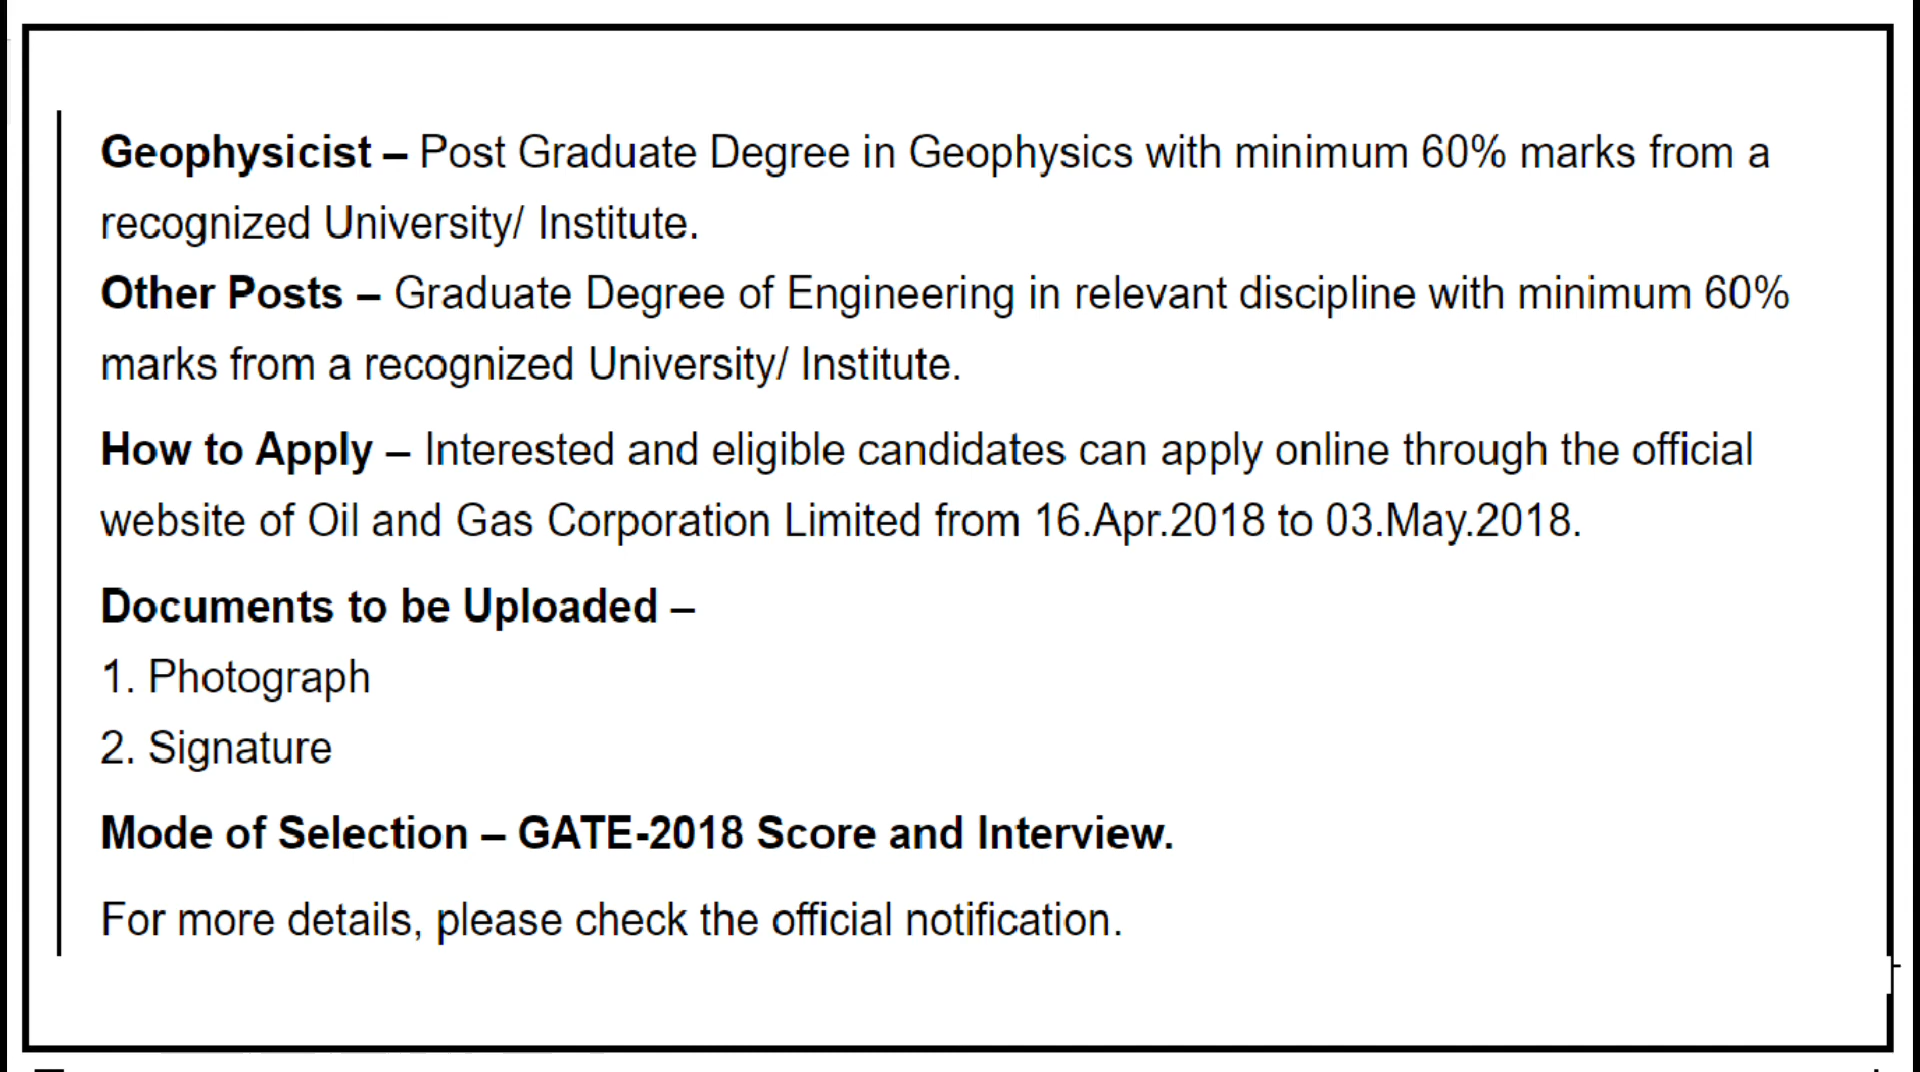 Geophysicist – Post Graduate Degree in Geophysics with minimum 60% marks from a
recognized University/ Institute.
Other Posts – Graduate Degree of Engineering in relevant discipline with minimum 60%
marks from a recognized University/ Institute.
How to Apply – Interested and eligible candidates can apply online through the official
website of Oil and Gas Corporation Limited from 16.Apr.2018 to 03.May.2018.
Documents to be Uploaded –
1. Photograph
2. Signature
Mode of Selection – GATE-2018 Score and Interview.
For more details, please check the official notification.